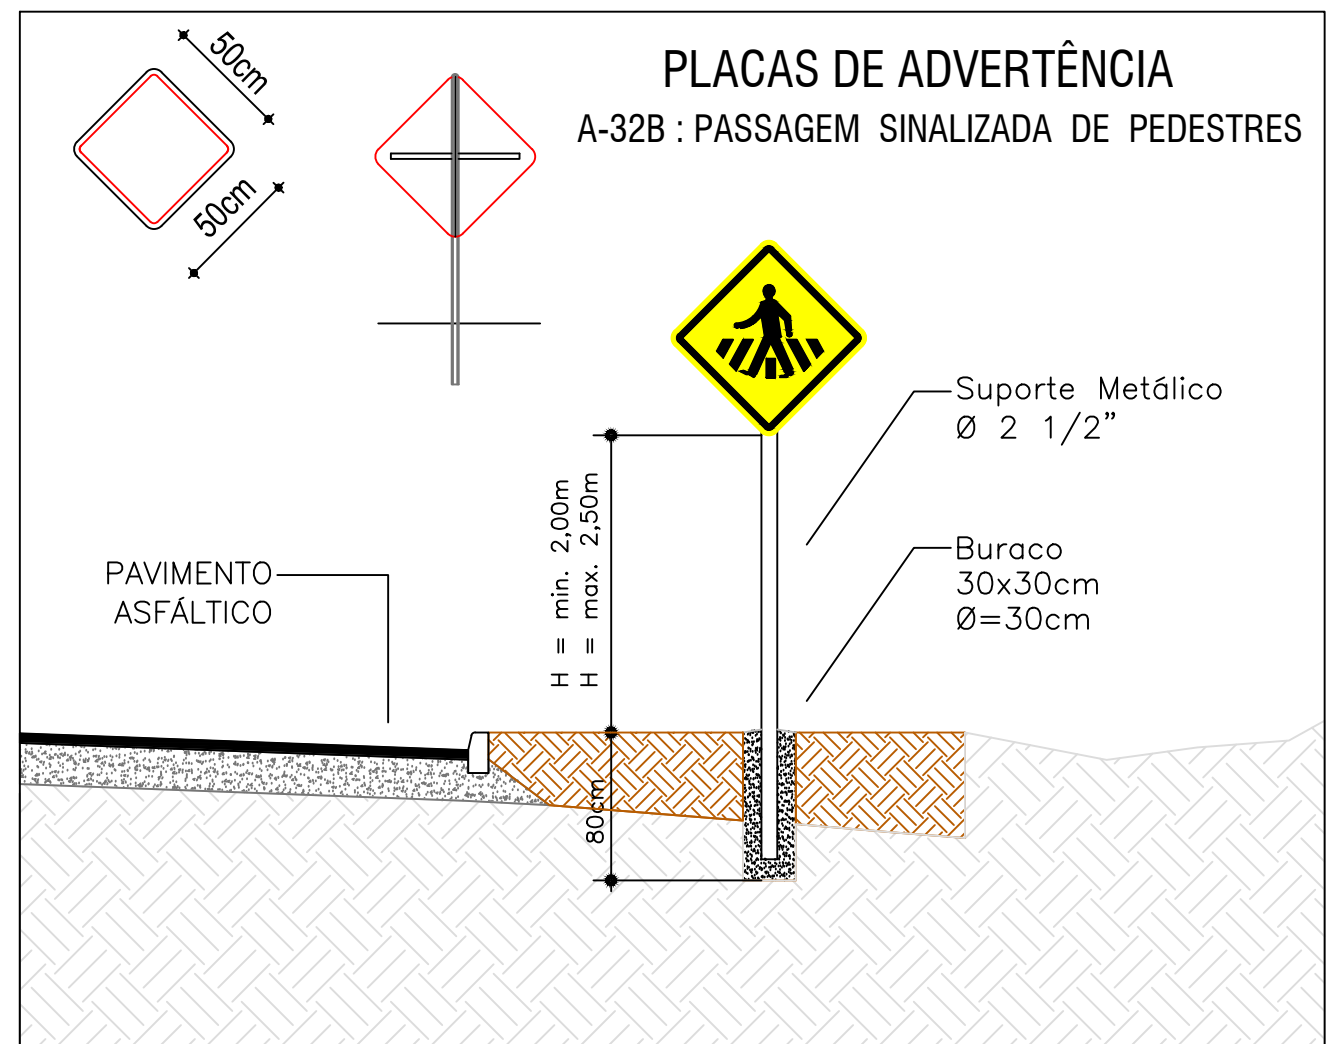 50cm
50cm
PLACAS DE ADVERTÊNCIA
A-32B : PASSAGEM SINALIZADA DE PEDESTRES
Suporte Metálico
Ø 2 1/2”
H = min. 2,00m
H = max. 2,50m
Buraco
30x30cm
Ø=30cm
PAVIMENTO
ASFÁLTICO
80cm